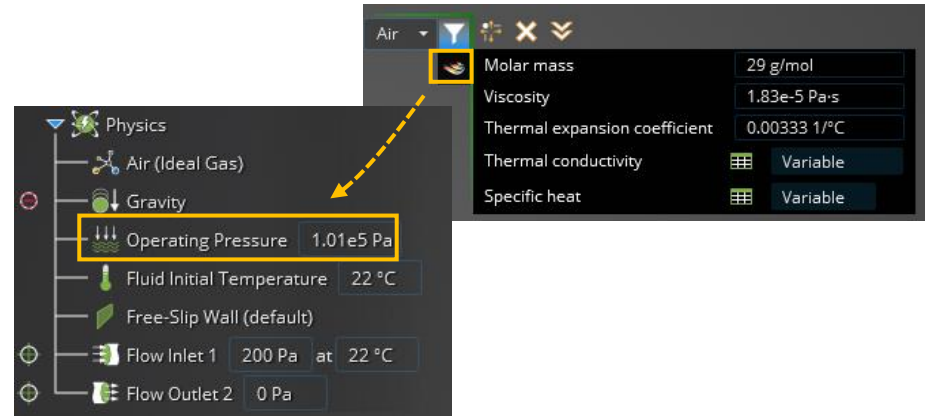 Air
Molar mass 29 g/mol
Viscosity 1.83e-5 Pa·s
Thermal expansion coefficient 0.00333 1/°C
Thermal conductivity Variable
Specific heat Variable
Physics
Air (Ideal Gas)
Gravity
Operating Pressure 1.01e5 Pa
Fluid Initial Temperature 22 °C
Free-Slip Wall (default)
Flow Inlet 1 200 Pa at 22 °C
Flow Outlet 2 0 Pa